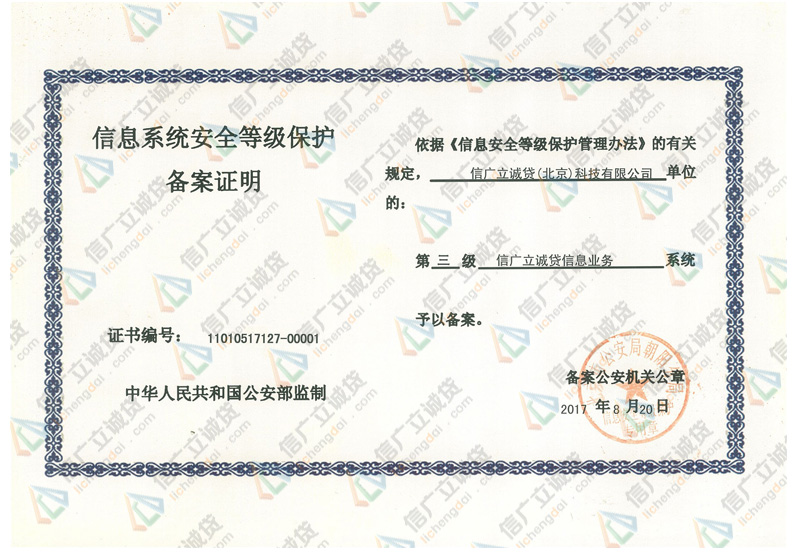 信息系统安全等级保护
备案证明
证书编号： 11010517127-00001
中华人民共和国公安部监制
依据《信息安全等级保护管理办法》的有关
规定， 信广立诚贷(北京)科技有限公司 单位
的：
第 三 级 信广立诚贷信息业务 系统
予以备案。
备案公安机关公章
2017 年 8 月 20 日
公安局朝阳
信广立诚贷
lichengdai.com